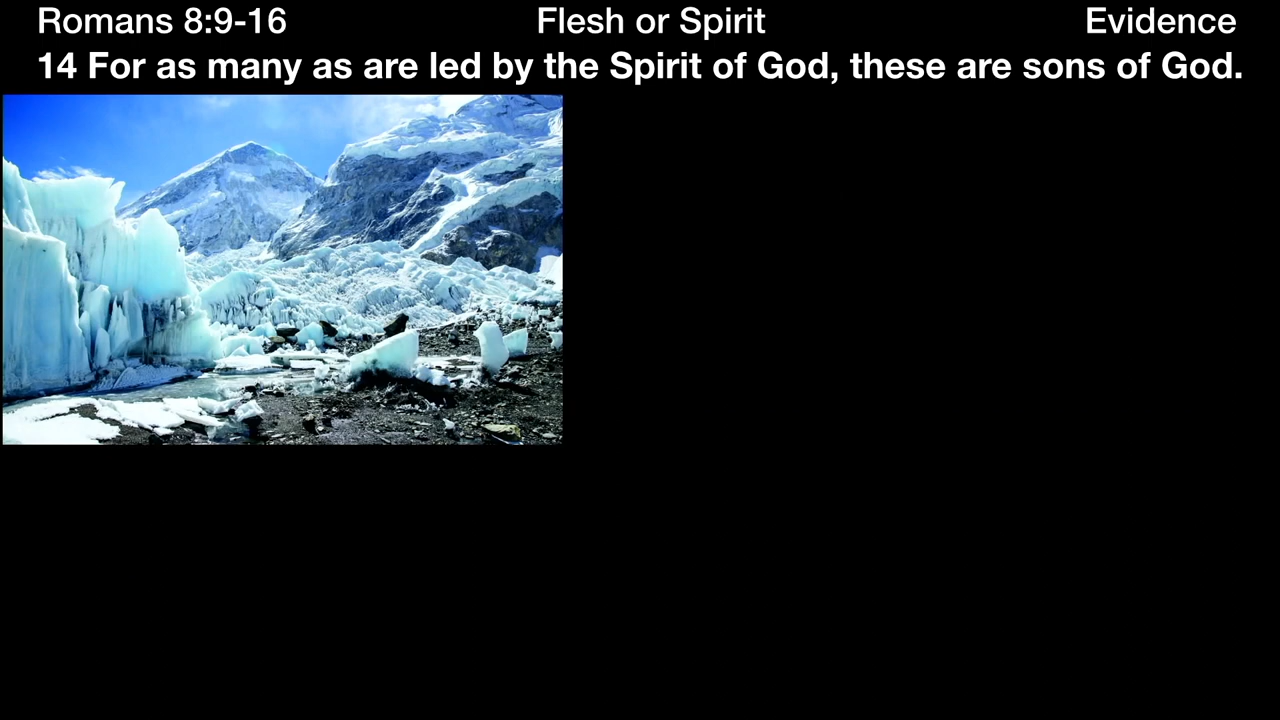 Romans 8:9-16 Flesh or Spirit Evidence
14 For as many as are led by the Spirit of God, these are sons of God.